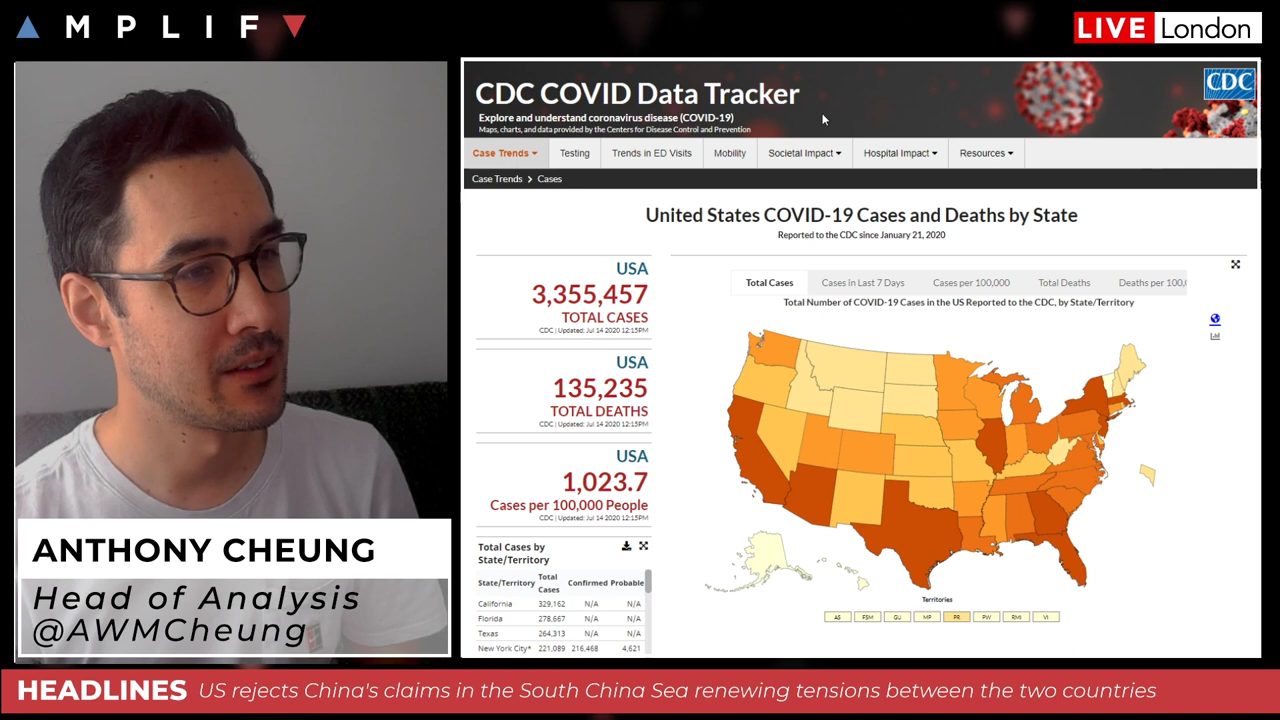 AMPLIFY
LIVE London
CDC COVID Data Tracker
CDC
Explore and understand coronavirus disease (COVID-19)
Maps, charts, and data provided by the Centers for Disease Control and Prevention
Case Trends Testing Trends in ED Visits Mobility Societal Impact Hospital Impact Resources
Case Trends > Cases
United States COVID-19 Cases and Deaths by State
Reported to the CDC since January 21, 2020
USA
3,355,457
TOTAL CASES
CDC | Updated: Jul 14 2020 12:15PM
USA
135,235
TOTAL DEATHS
CDC | Updated: Jul 14 2020 12:15PM
USA
1,023.7
Cases per 100,000 People
CDC | Updated: Jul 14 2020 12:15PM
Total Cases by
State/Territory
State/Territory Total Cases Confirmed Probable
California 329,162 N/A N/A
Florida 278,667 N/A N/A
Texas 264,313 N/A N/A
New York City* 221,089 216,468 4,621
Total Cases Cases in Last 7 Days Cases per 100,000 Total Deaths Deaths per 100,0
Total Number of COVID-19 Cases in the US Reported to the CDC, by State/Territory
Territories
AS FSM GU MP PR PW RMI VI
ANTHONY CHEUNG
Head of Analysis
@AWMCheung
HEADLINES US rejects China's claims in the South China Sea renewing tensions between the two countries